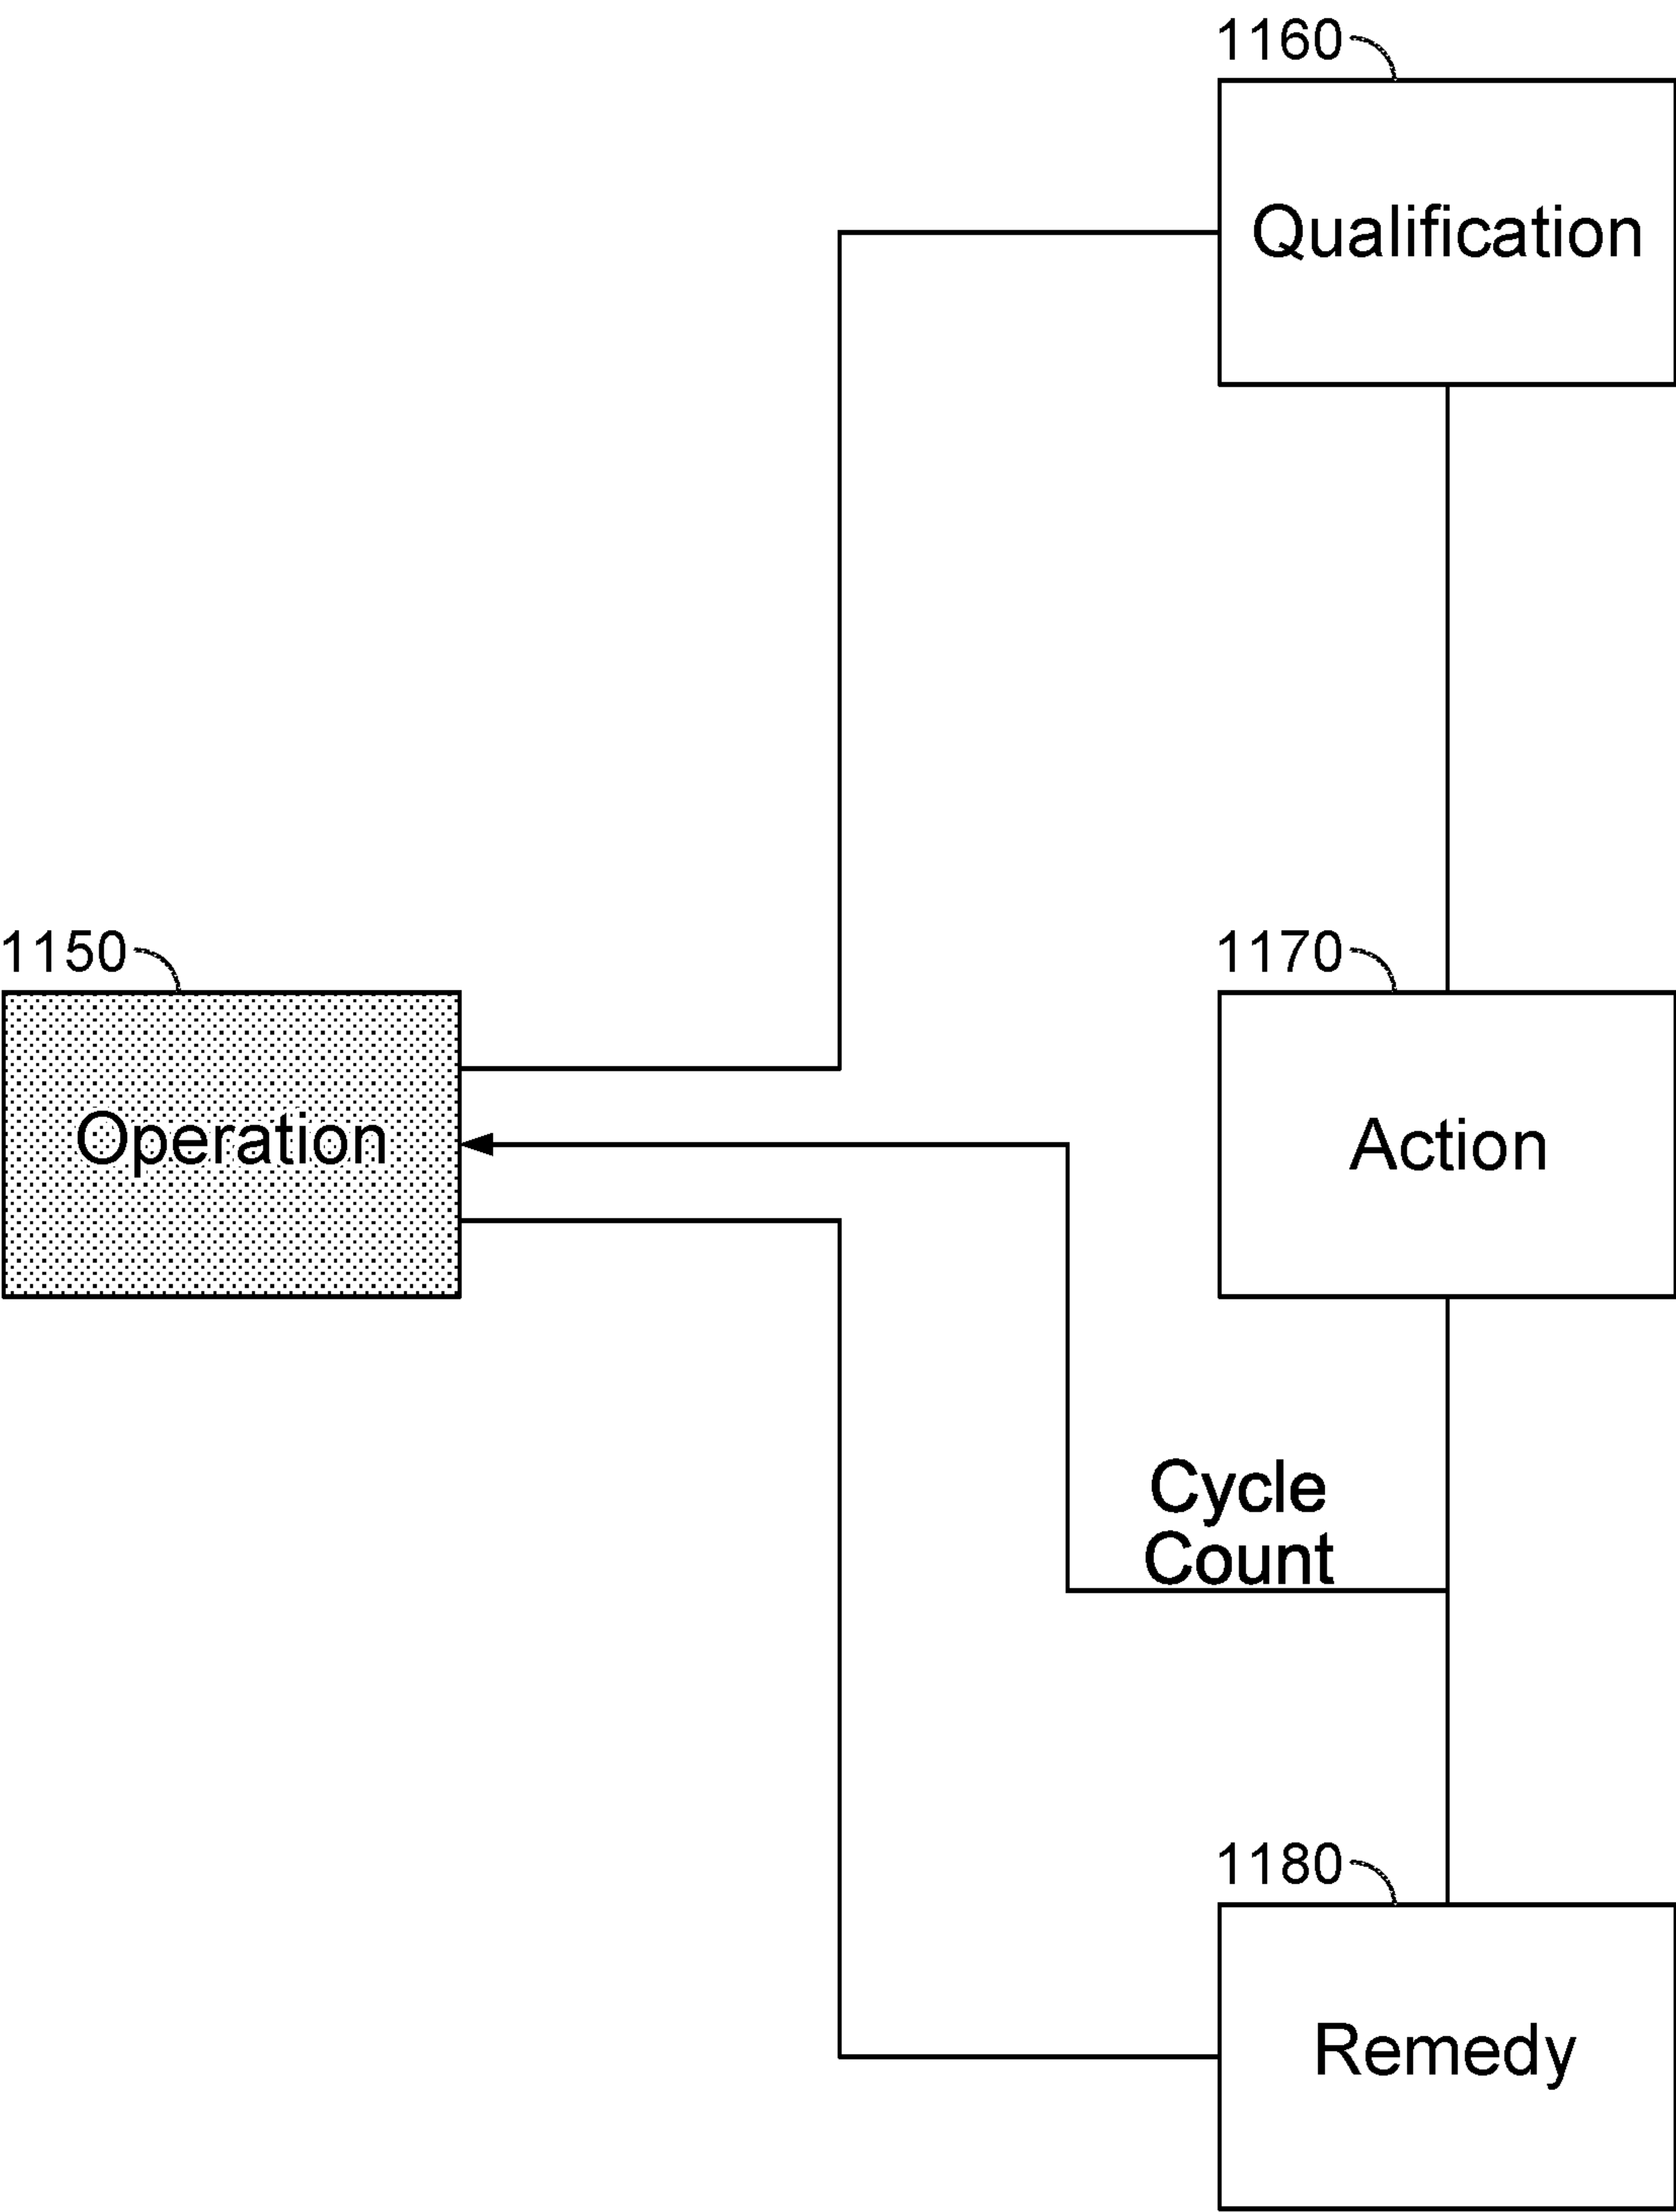 1160
Qualification
1150
1170
Operation
Action
Cycle
Count
1180
Remedy